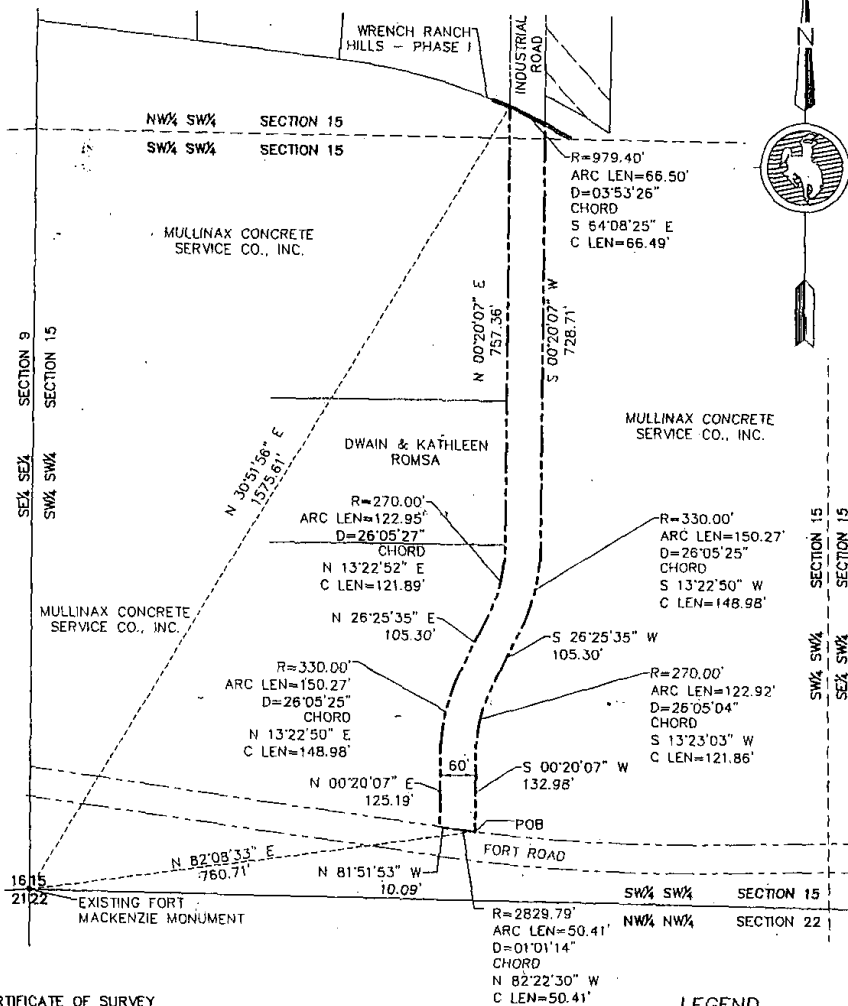 WRENCH RANCH
HILLS - PHASE I
INDUSTRIAL
ROAD
N
NW¼ SW¼ SECTION 15
SW¼ SW¼ SECTION 15
R=979.40'
ARC LEN=66.50'
D=03°53'26"
CHORD
S 64°08'25" E
C LEN=66.49'
MULLINAX CONCRETE
SERVICE CO., INC.
N 00°20'07" E
757.36'
S 00°20'07" W
728.71'
SECTION 9
SECTION 15
SE¼ SE¼
SW¼ SW¼
N 30°51'56" E
1575.61'
MULLINAX CONCRETE
SERVICE CO., INC.
DWAIN & KATHLEEN
ROMSA
R=270.00'
ARC LEN=122.95'
D=26°05'27"
CHORD
N 13°22'52" E
C LEN=121.89'
R=330.00'
ARC LEN=150.27'
D=26°05'25"
CHORD
S 13°22'50" W
C LEN=148.98'
SECTION 15
SECTION 15
SW¼ SW¼
SE¼ SW¼
MULLINAX CONCRETE
SERVICE CO., INC.
N 26°25'35" E
105.30'
S 26°25'35" W
105.30'
R=330.00'
ARC LEN=150.27'
D=26°05'25"
CHORD
N 13°22'50" E
C LEN=148.98'
R=270.00'
ARC LEN=122.92'
D=26°05'04"
CHORD
S 13°23'03" W
C LEN=121.86'
60'
N 00°20'07" E
125.19'
S 00°20'07" W
132.98'
POB
FORT ROAD
N 82°08'33" E
760.71'
N 81°51'53" W
10.09'
16 15
21 22
EXISTING FORT
MACKENZIE MONUMENT
SW¼ SW¼ SECTION 15
NW¼ NW¼ SECTION 22
R=2829.79'
ARC LEN=50.41'
D=01°01'14"
CHORD
N 82°22'30" W
C LEN=50.41'
RTIFICATE OF SURVEY
LEGEND